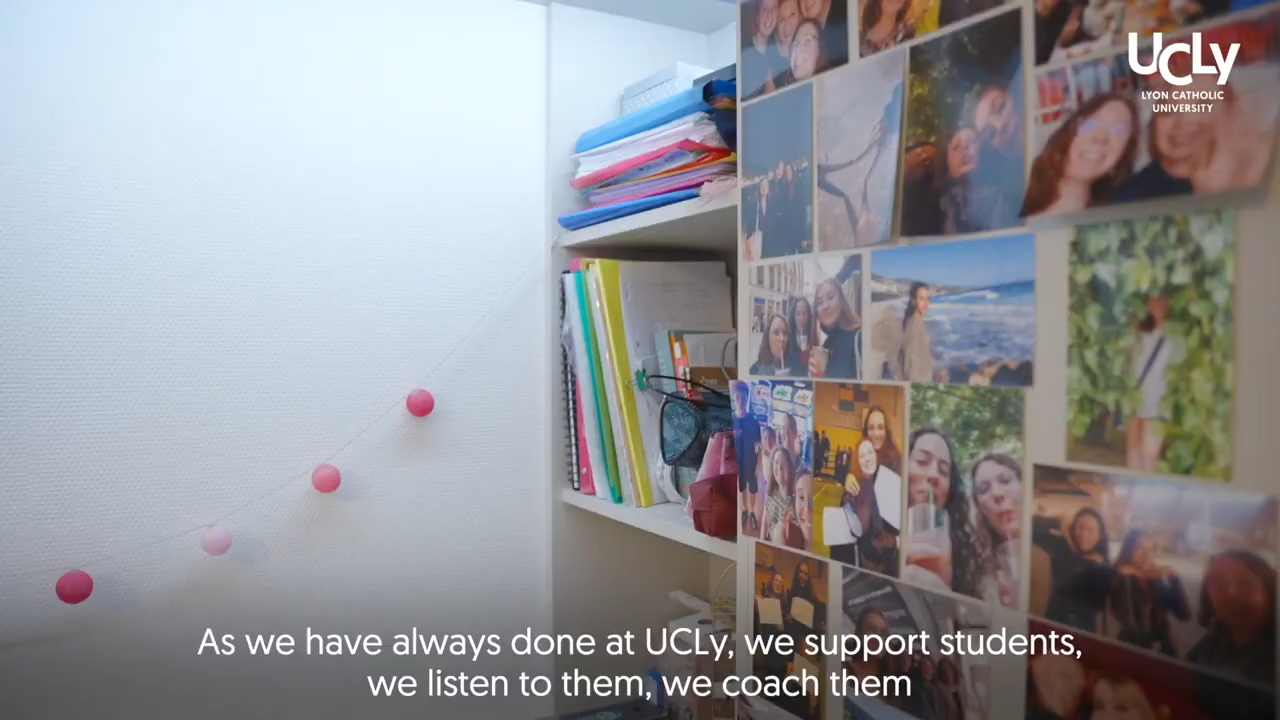 UCLy
LYON CATHOLIC
UNIVERSITY
As we have always done at UCLy, we support students,
we listen to them, we coach them